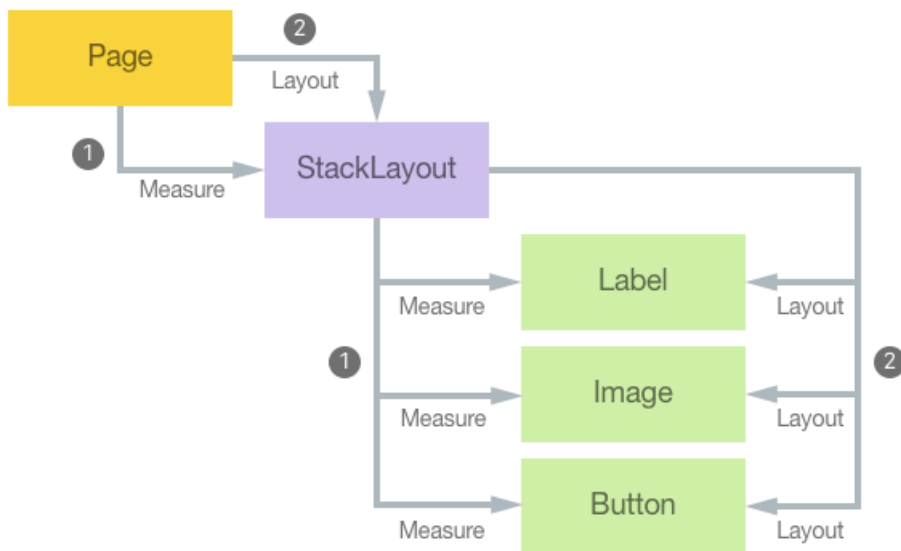 2
Page
Layout
1
Measure
StackLayout
Label
Measure
Layout
1
2
Image
Measure
Layout
Button
Measure
Layout